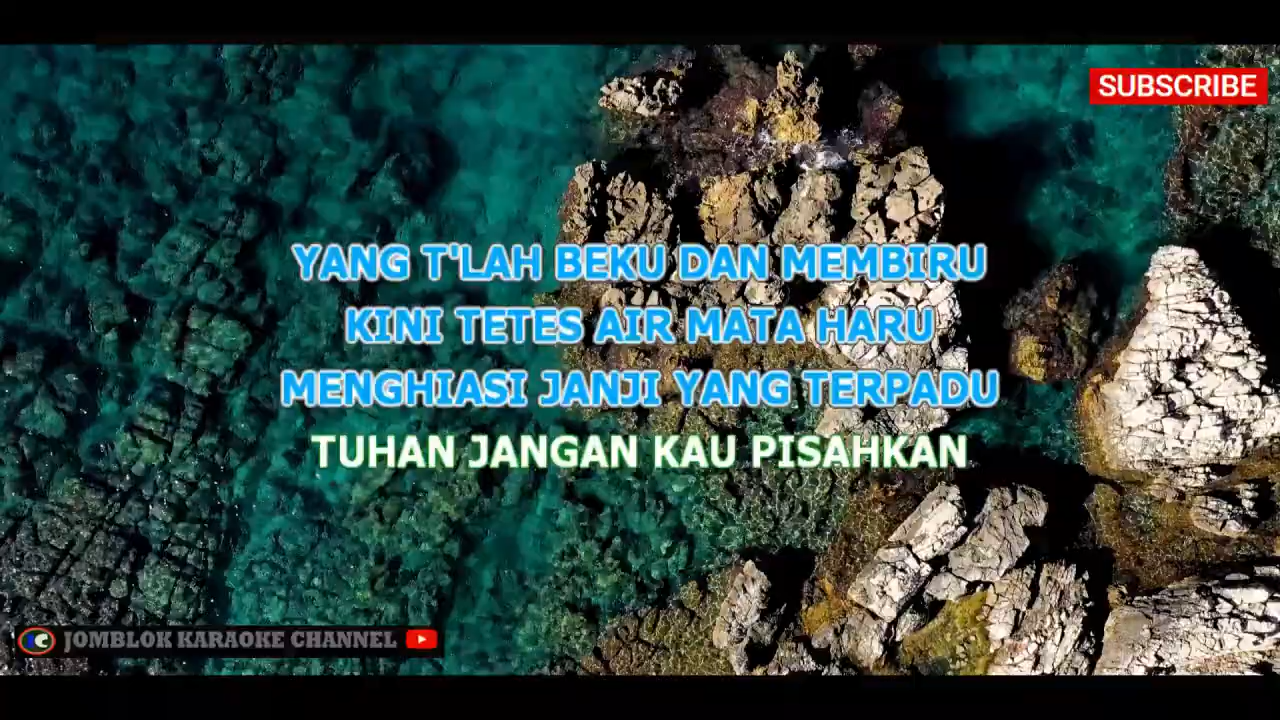 SUBSCRIBE
YANG T'LAH BEKU DAN MEMBIRU
KINI TETES AIR MATA HARU
MENGHIASI JANJI YANG TERPADU
TUHAN JANGAN KAU PISAHKAN
JOMBLOK KARAOKE CHANNEL